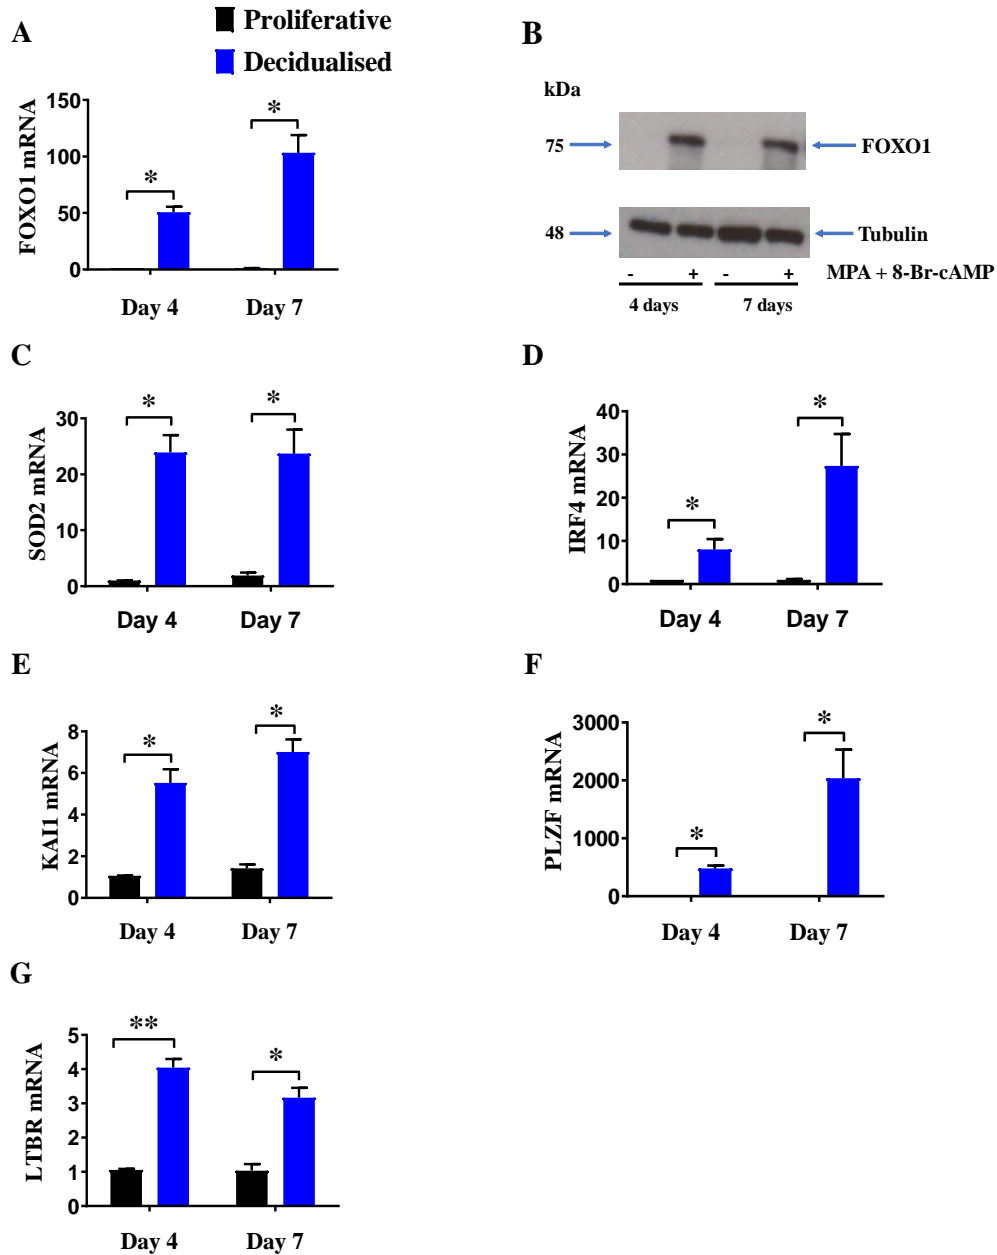 A
Proliferative
Decidualised
FOXO1 mRNA
150
100
50
0
*
*
Day 4
Day 7
B
kDa
75
FOXO1
48
Tubulin
- + - + MPA + 8-Br-cAMP
4 days 7 days
C
SOD2 mRNA
30
20
10
0
*
*
Day 4
Day 7
D
IRF4 mRNA
40
30
20
10
0
*
*
Day 4
Day 7
E
KAI1 mRNA
8
6
4
2
0
*
*
Day 4
Day 7
F
PLZF mRNA
3000
2000
1000
0
*
*
Day 4
Day 7
G
LTBR mRNA
5
4
3
2
1
0
**
*
Day 4
Day 7